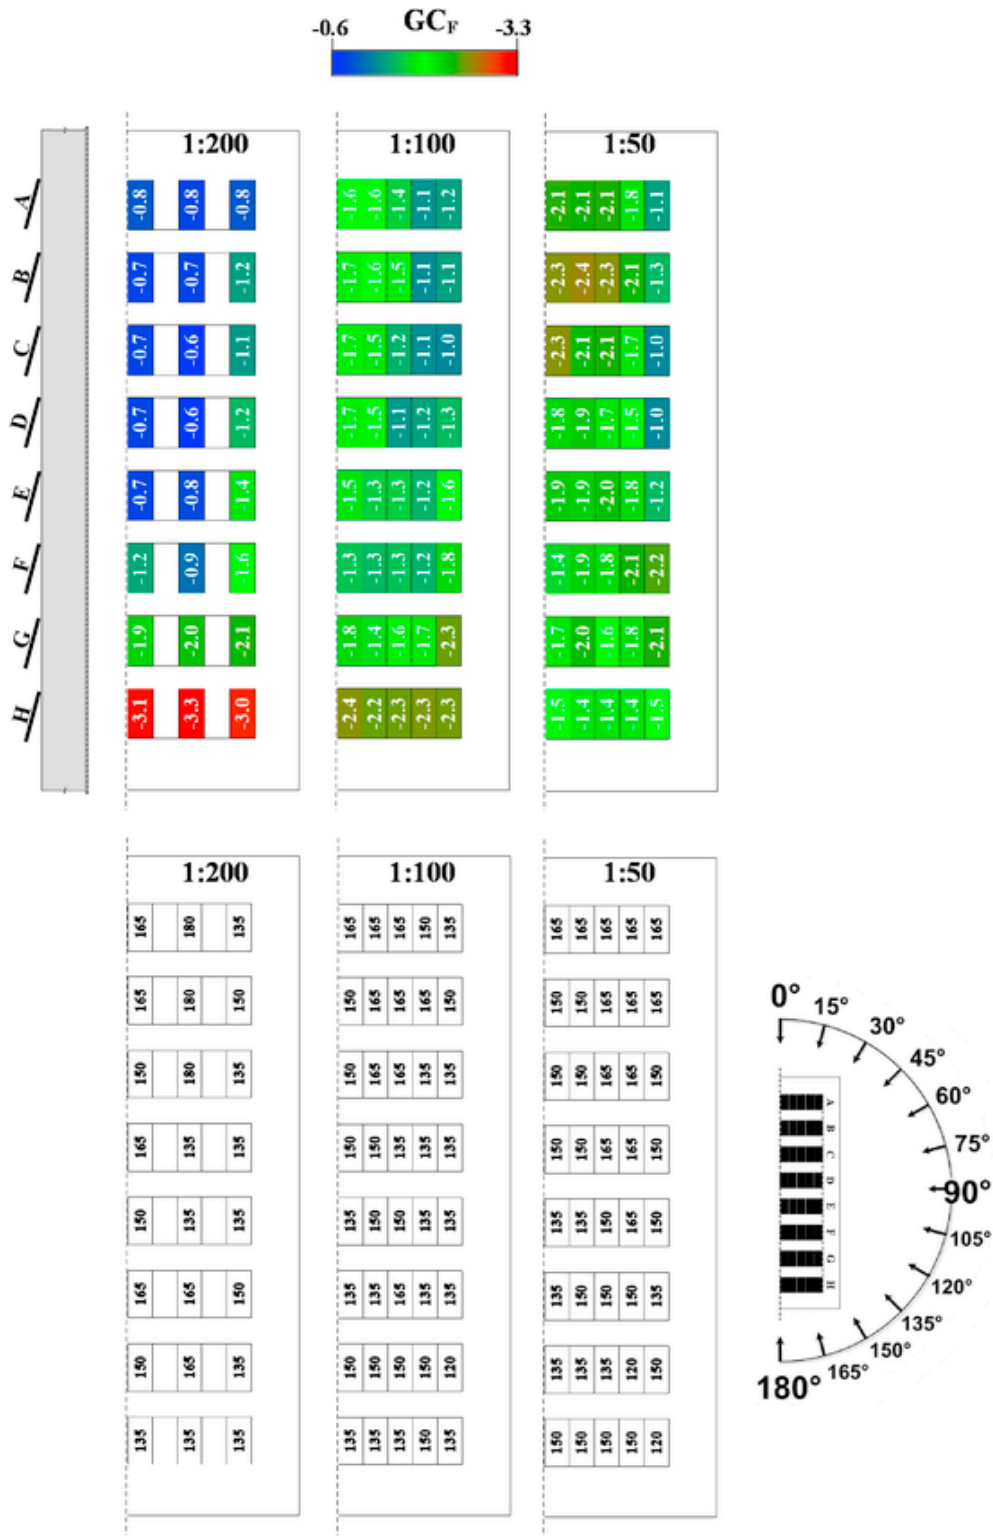 GC_F
-0.6 -3.3
1:200 1:100 1:50
A -0.8 -0.8 -0.8 -1.6 -1.6 -1.4 -1.1 -1.2 -2.1 -2.1 -2.1 -1.8 -1.1
B -0.7 -0.7 -1.2 -1.7 -1.6 -1.5 -1.1 -1.1 -2.3 -2.4 -2.3 -2.1 -1.3
C -0.7 -0.6 -1.1 -1.7 -1.5 -1.2 -1.1 -1.0 -2.3 -2.1 -2.1 -1.7 -1.0
D -0.7 -0.6 -1.2 -1.7 -1.5 -1.1 -1.2 -1.3 -1.8 -1.9 -1.7 -1.5 -1.0
E -0.7 -0.8 -1.4 -1.5 -1.3 -1.3 -1.2 -1.6 -1.9 -1.9 -2.0 -1.8 -1.2
F -1.2 -0.9 -1.6 -1.3 -1.3 -1.3 -1.2 -1.8 -1.4 -1.9 -1.8 -2.1 -2.2
G -1.9 -2.0 -2.1 -1.8 -1.4 -1.6 -1.7 -2.3 -1.7 -2.0 -1.6 -1.8 -2.1
H -3.1 -3.3 -3.0 -2.4 -2.2 -2.3 -2.3 -2.3 -1.5 -1.4 -1.4 -1.4 -1.5
1:200 1:100 1:50
165 180 135 165 165 165 150 135 165 165 165 165 165
165 180 150 150 165 165 165 150 150 150 165 165 165
150 180 135 150 165 165 135 135 150 150 165 165 150
165 135 135 150 150 135 135 135 150 150 165 165 150
150 135 135 135 150 150 135 135 135 135 150 165 150
165 165 150 135 135 165 135 135 135 150 150 150 135
150 165 135 150 150 150 150 120 135 135 135 120 150
135 135 135 135 135 135 150 135 150 150 150 150 120
0°
15°
30°
45°
60°
75°
90°
105°
120°
135°
150°
165°
180°
A
B
C
D
E
F
G
H